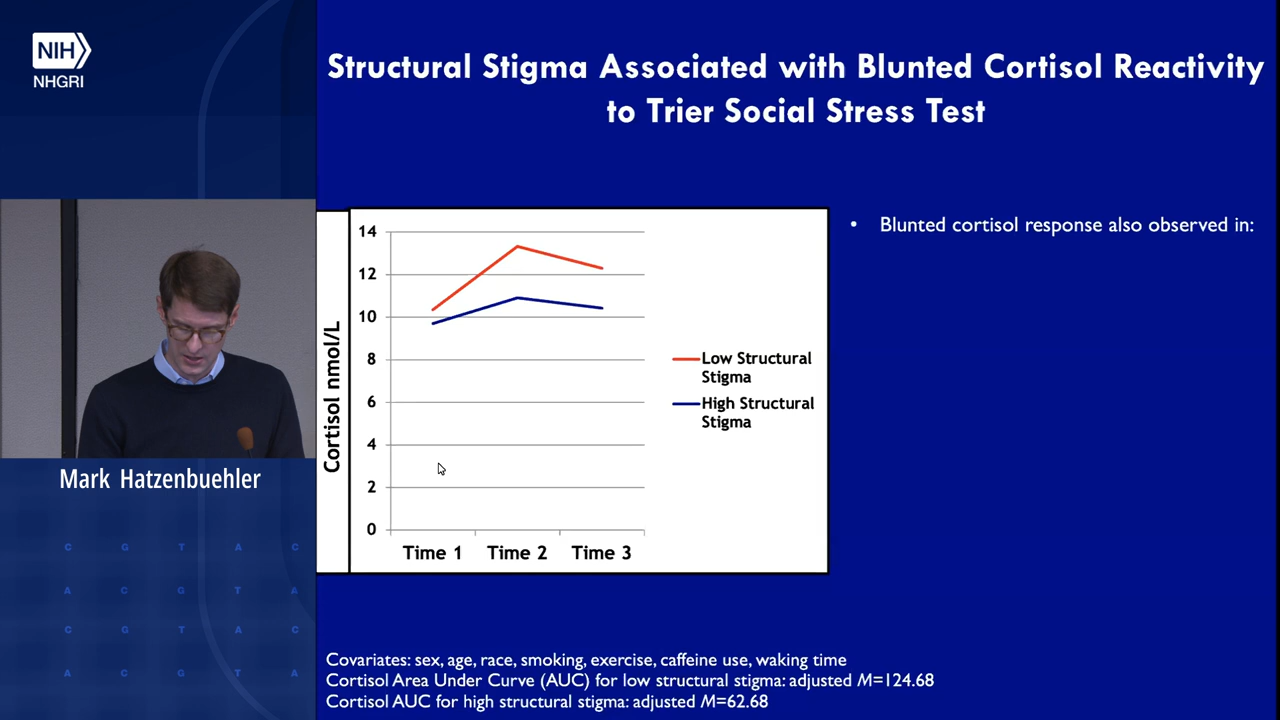 NIH
NHGRI
Structural Stigma Associated with Blunted Cortisol Reactivity
to Trier Social Stress Test
Cortisol nmol/L
14
12
10
8
6
4
2
0
Time 1 Time 2 Time 3
Low Structural
Stigma
High Structural
Stigma
• Blunted cortisol response also observed in:
Mark Hatzenbuehler
C G T A C
A C G T A
C G T A C
A C G T A
Covariates: sex, age, race, smoking, exercise, caffeine use, waking time
Cortisol Area Under Curve (AUC) for low structural stigma: adjusted M=124.68
Cortisol AUC for high structural stigma: adjusted M=62.68